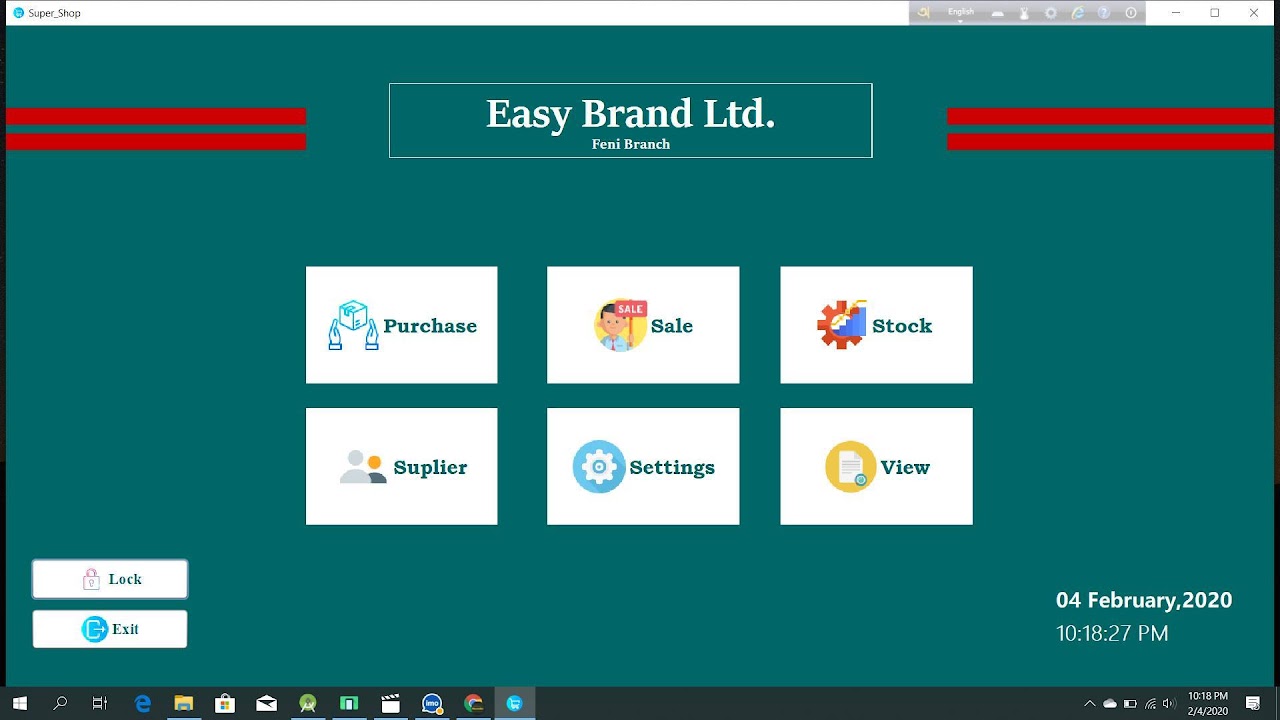 Super_Shop
অ English
Easy Brand Ltd.
Feni Branch
Purchase
SALE
Sale
Stock
Suplier
Settings
View
Lock
Exit
04 February,2020
10:18:27 PM
imo
10:18 PM
2/4/2020